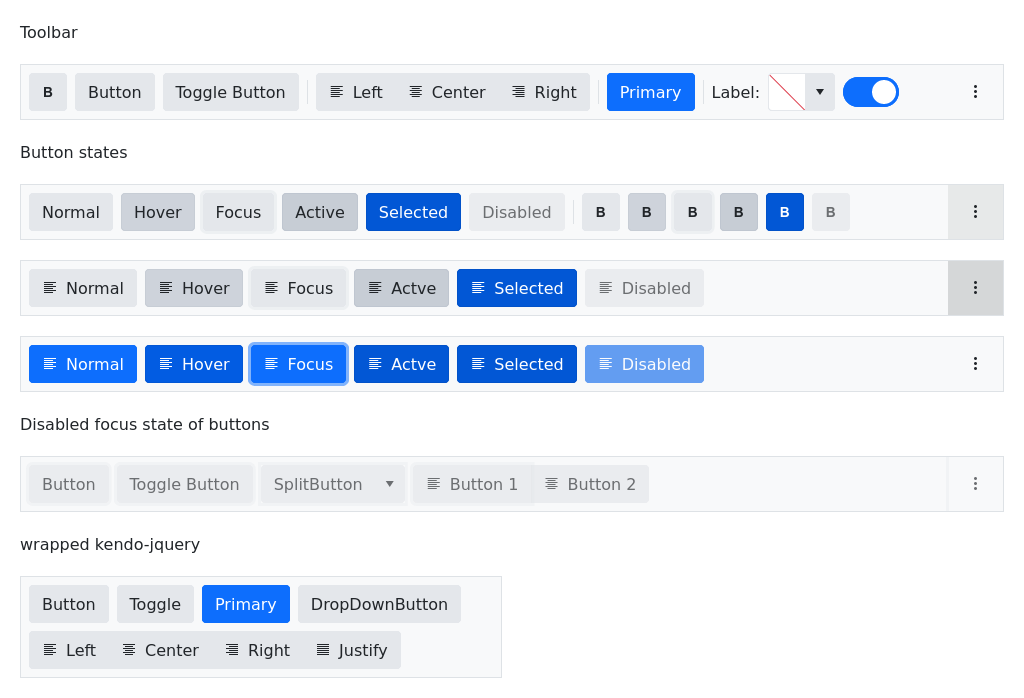 Toolbar
B Button Toggle Button Left Center Right Primary Label:
Button states
Normal Hover Focus Active Selected Disabled B B B B B B
Normal Hover Focus Actve Selected Disabled
Normal Hover Focus Actve Selected Disabled
Disabled focus state of buttons
Button Toggle Button SplitButton Button 1 Button 2
wrapped kendo-jquery
Button Toggle Primary DropDownButton
Left Center Right Justify